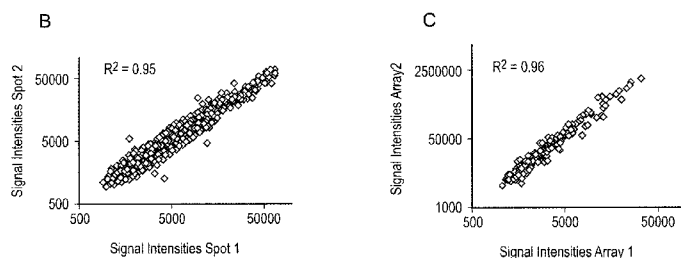 B
R² = 0.95
Signal Intensities Spot 2
50000
5000
500
500 5000 50000
Signal Intensities Spot 1
C
R² = 0.96
Signal Intensities Array2
2500000
50000
1000
500 5000 50000
Signal Intensities Array 1